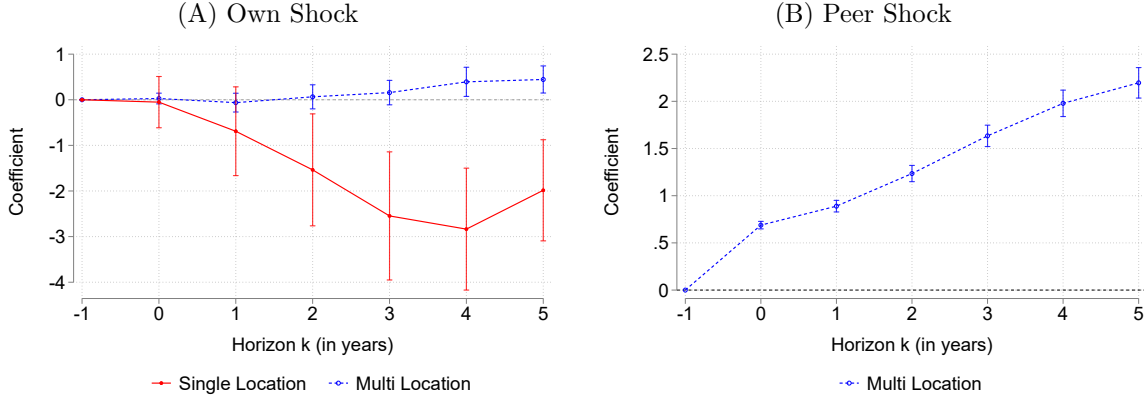 (A) Own Shock
1
0
-1
-2
-3
-4
Coefficient
-1 0 1 2 3 4 5
Horizon k (in years)
Single Location Multi Location
(B) Peer Shock
2.5
2
1.5
1
.5
0
Coefficient
-1 0 1 2 3 4 5
Horizon k (in years)
Multi Location